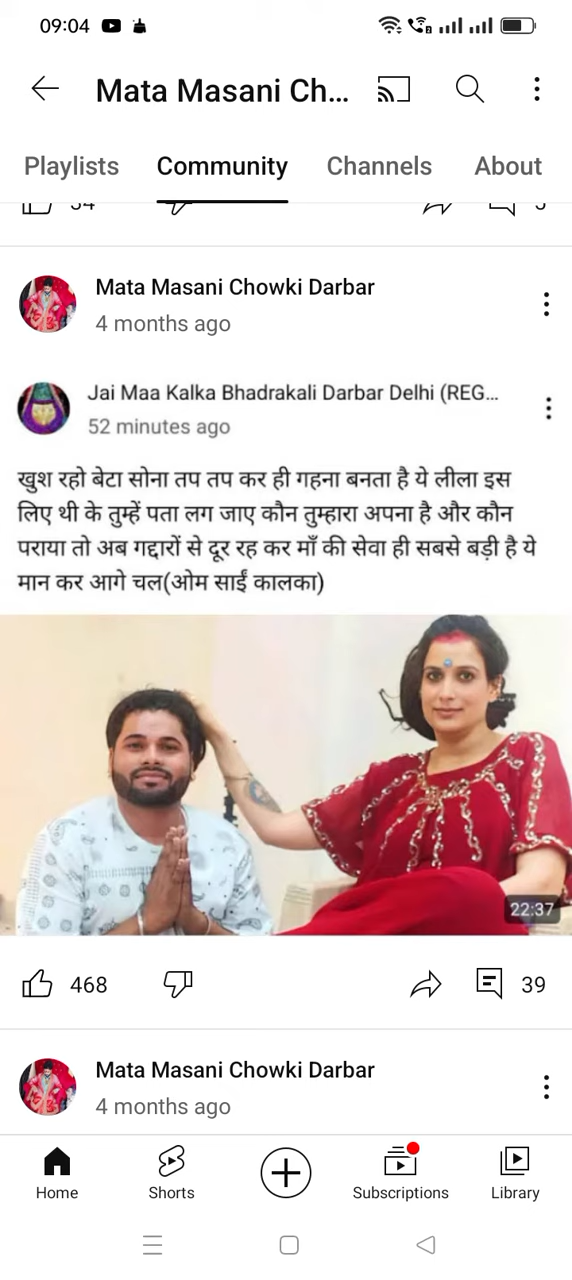 09:04
Mata Masani Ch...
Playlists Community Channels About
Mata Masani Chowki Darbar
4 months ago
Jai Maa Kalka Bhadrakali Darbar Delhi (REG...
52 minutes ago
खुश रहो बेटा सोना तप तप कर ही गहना बनता है ये लीला इस
लिए थी के तुम्हें पता लग जाए कौन तुम्हारा अपना है और कौन
पराया तो अब गद्दारों से दूर रह कर माँ की सेवा ही सबसे बड़ी है ये
मान कर आगे चल(ओम साईं कालका)
22:37
468 39
Mata Masani Chowki Darbar
4 months ago
Home Shorts Subscriptions Library